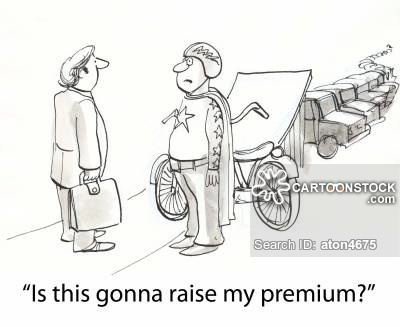 CARTOONSTOCK
.com
Search ID: aton4675
“Is this gonna raise my premium?”